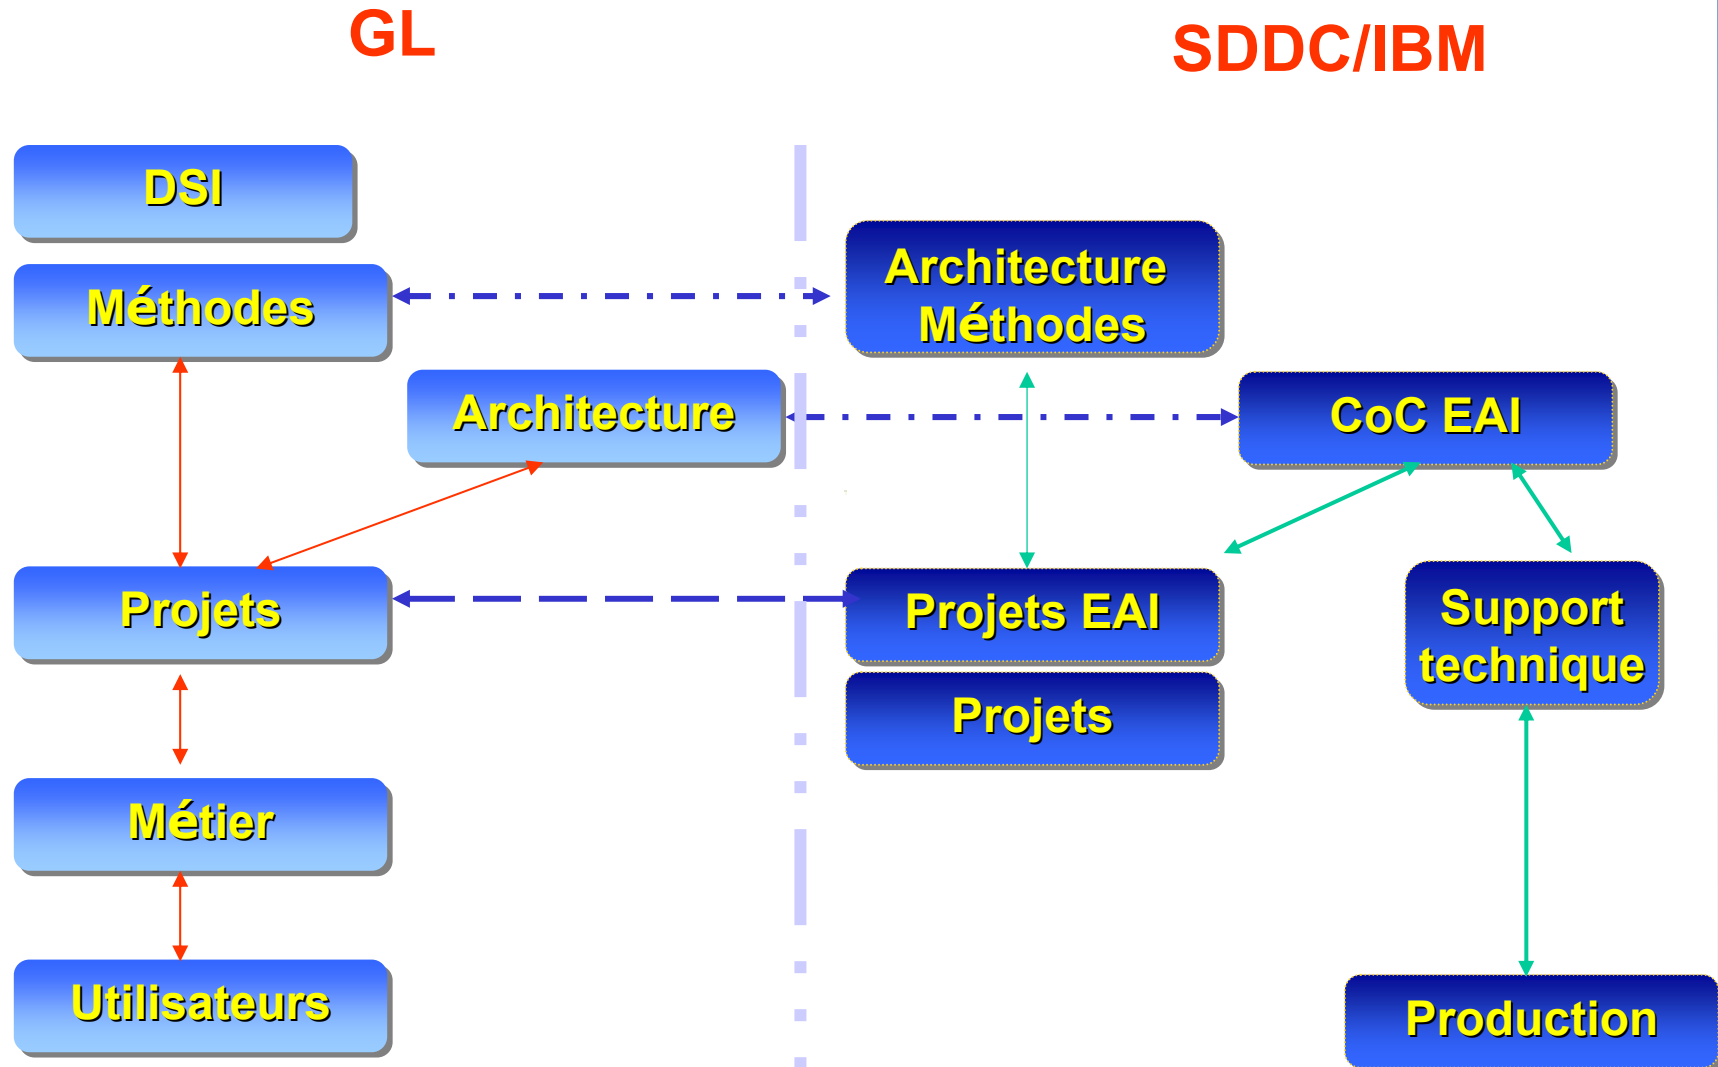 GL
SDDC/IBM
DSI
Méthodes
Architecture
Méthodes
Architecture
CoC EAI
Projets
Projets EAI
Support
technique
Projets
Métier
Utilisateurs
Production